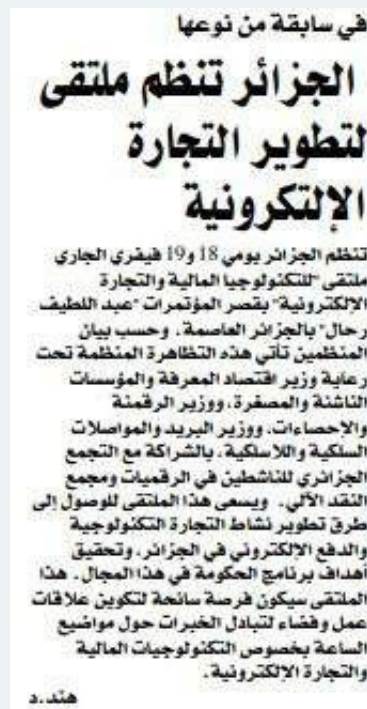 في سابقة من نوعها
الجزائر تنظم ملتقى
لتطوير التجارة
الإلتكرونية
تنظم الجزائر يومي 18 و19 فيفري الجاري
ملتقى "للتكنولوجيا المالية والتجارة
الالكترونية" بقصر المؤتمرات "عبد اللطيف
رحال" بالجزائر العاصمة. وحسب بيان
المنظمين تأتي هذه التظاهرة المنظمة تحت
رعاية وزير اقتصاد المعرفة والمؤسسات
الناشئة والمصغرة، ووزير الرقمنة
والاحصاءات، ووزير البريد والمواصلات
السلكية واللاسلكية، بالشراكة مع التجمع
الجزائري للناشطين في الرقميات ومجمع
النقد الآلي. ويسعى هذا الملتقى للوصول إلى
طرق تطوير نشاط التجارة التكنولوجية
والدفع الالكتروني في الجزائر، وتحقيق
أهداف برنامج الحكومة في هذا المجال. هذا
الملتقى سيكون فرصة سانحة لتكوين علاقات
عمل وفضاء لتبادل الخبرات حول مواضيع
الساعة بخصوص التكنولوجيات المالية
والتجارة الإلكترونية.
هند.د